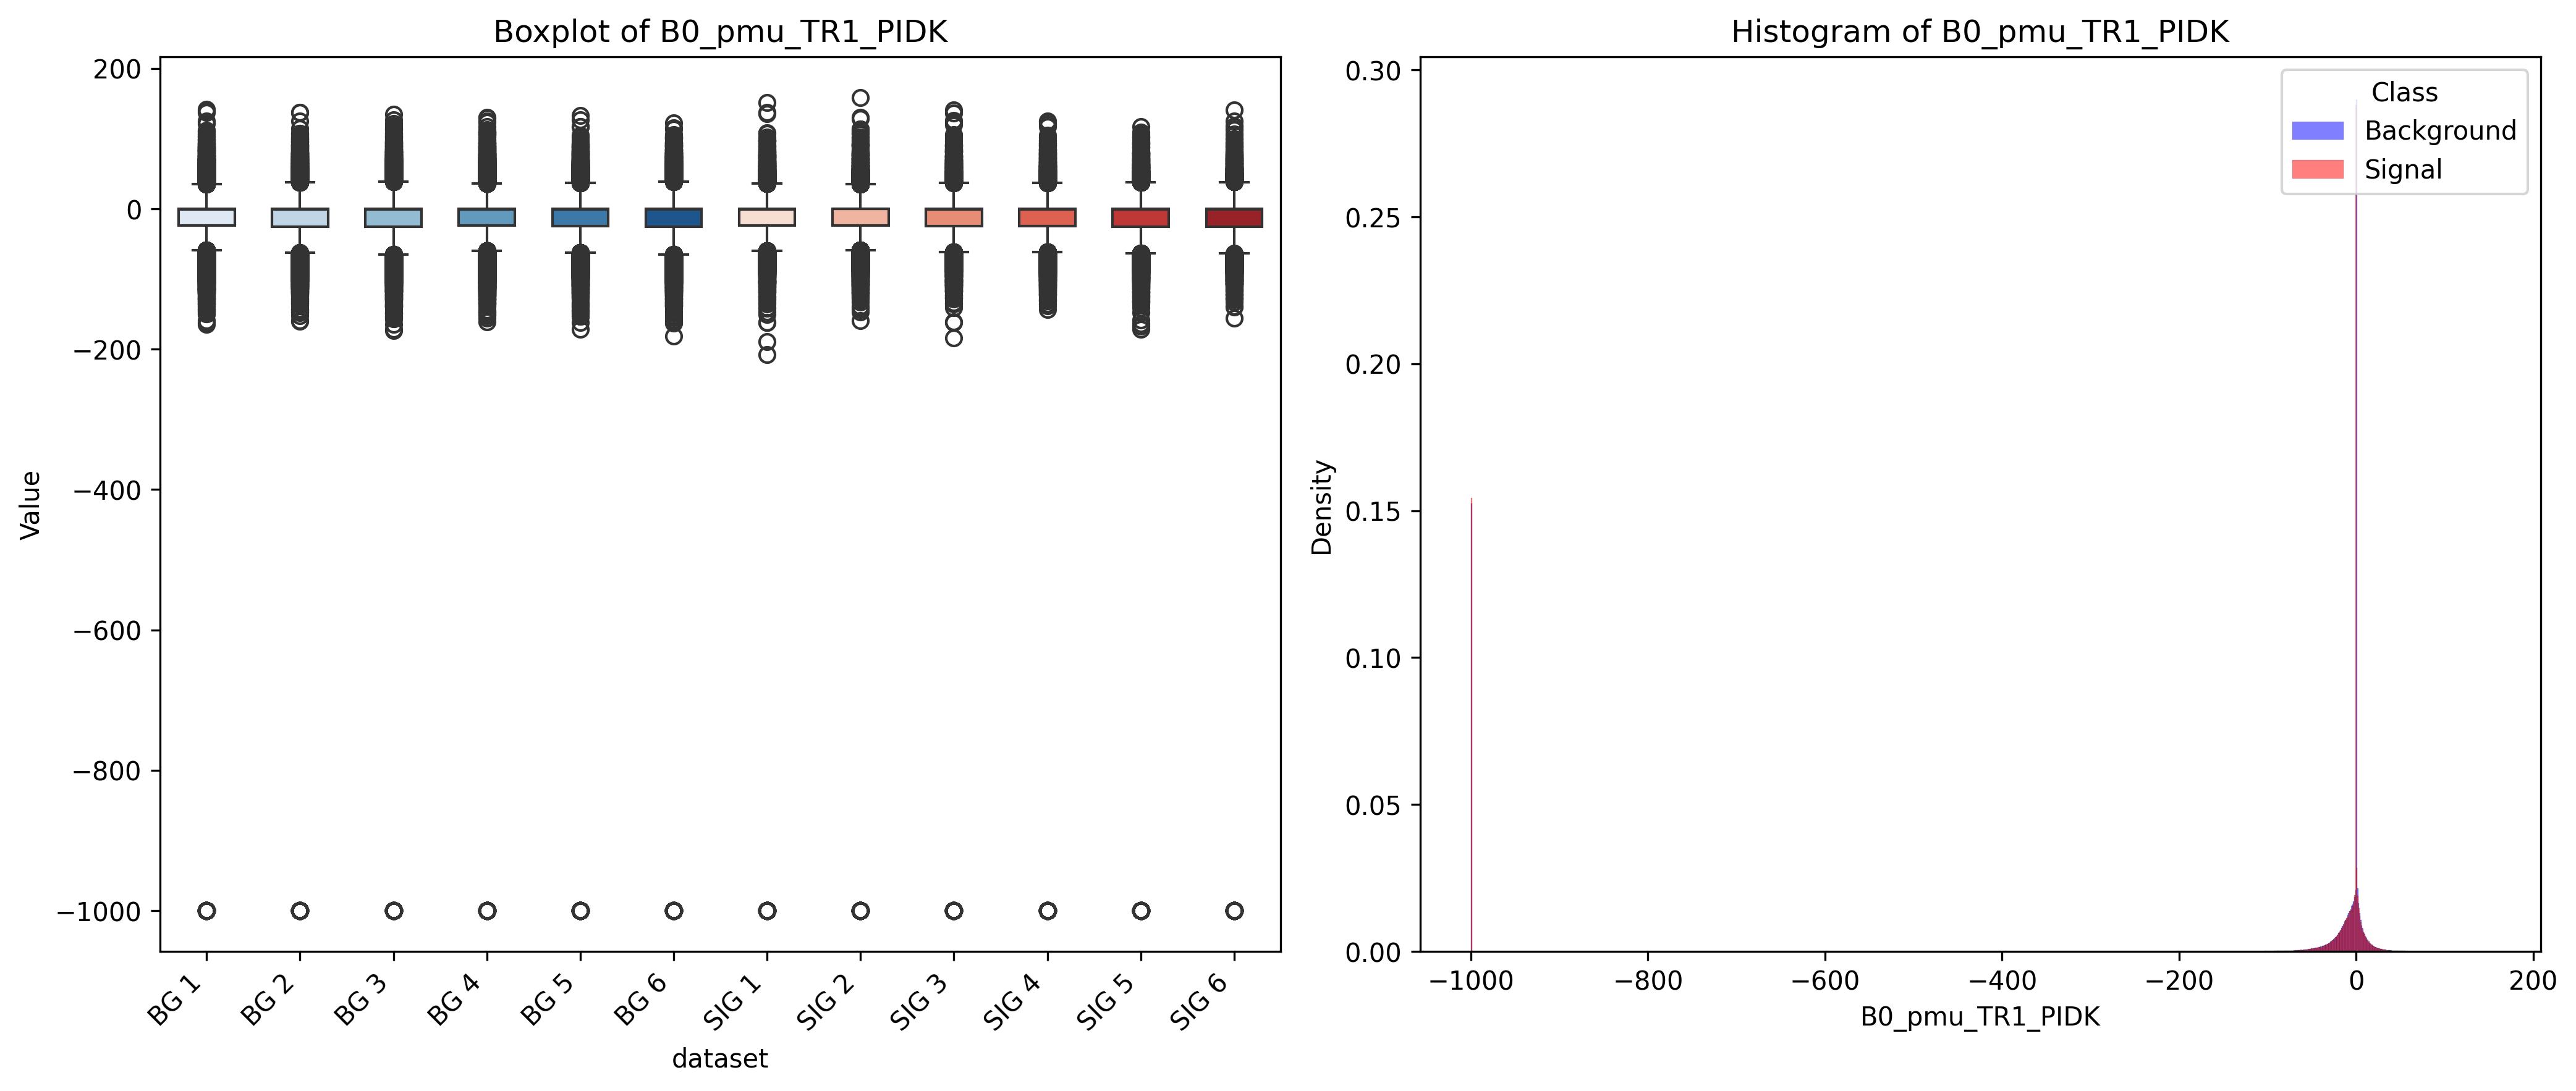 Boxplot of B0_pmu_TR1_PIDK
200
0
−200
−400
−600
−800
−1000
Value
BG 1
BG 2
BG 3
BG 4
BG 5
BG 6
SIG 1
SIG 2
SIG 3
SIG 4
SIG 5
SIG 6
dataset
Histogram of B0_pmu_TR1_PIDK
0.30
0.25
0.20
0.15
0.10
0.05
0.00
Density
Class
Background
Signal
−1000
−800
−600
−400
−200
0
200
B0_pmu_TR1_PIDK